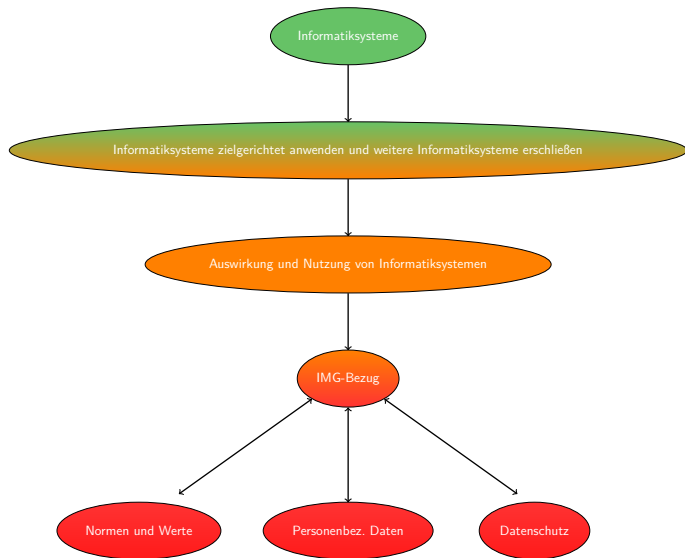 Informatiksysteme
Informatiksysteme zielgerichtet anwenden und weitere Informatiksysteme erschließen
Auswirkung und Nutzung von Informatiksystemen
IMG-Bezug
Normen und Werte
Personenbez. Daten
Datenschutz